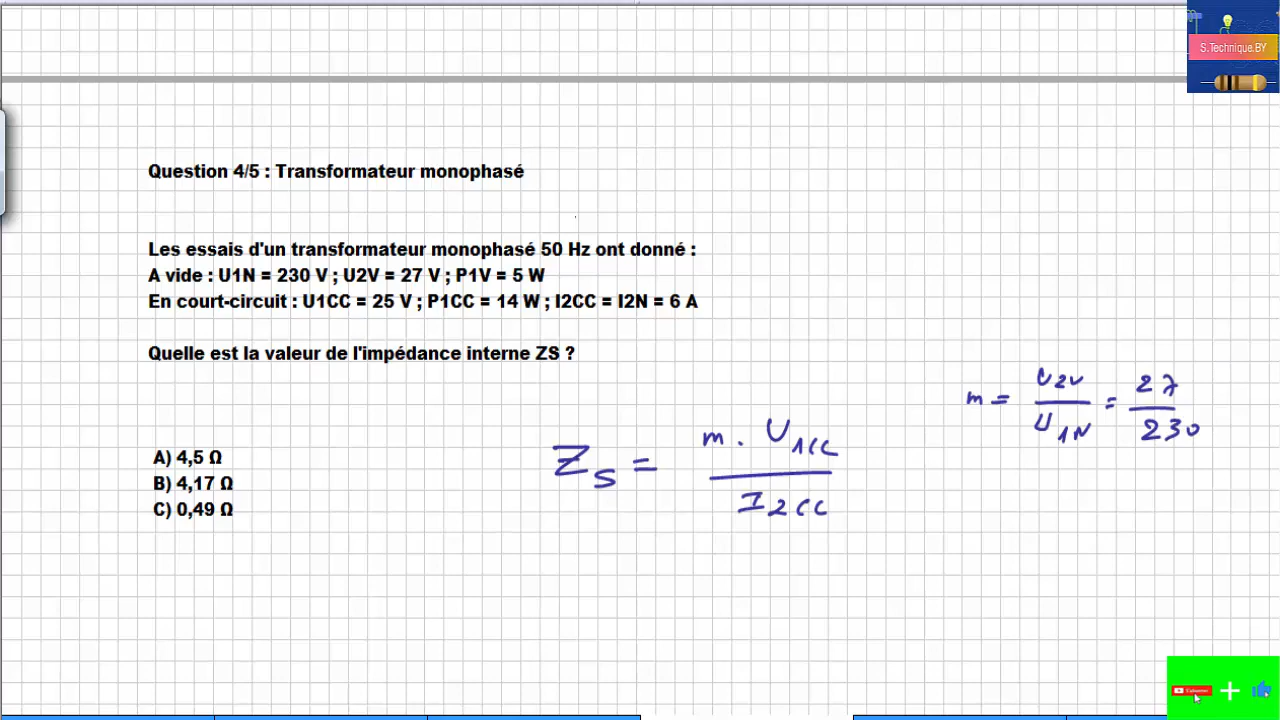 S.Technique.BY
Question 4/5 : Transformateur monophasé
Les essais d'un transformateur monophasé 50 Hz ont donné :
A vide : U1N = 230 V ; U2V = 27 V ; P1V = 5 W
En court-circuit : U1CC = 25 V ; P1CC = 14 W ; I2CC = I2N = 6 A
Quelle est la valeur de l'impédance interne ZS ?
m = U2V / U1N = 27 / 230
ZS = m . U1CC / I2CC
A) 4,5 Ω
B) 4,17 Ω
C) 0,49 Ω